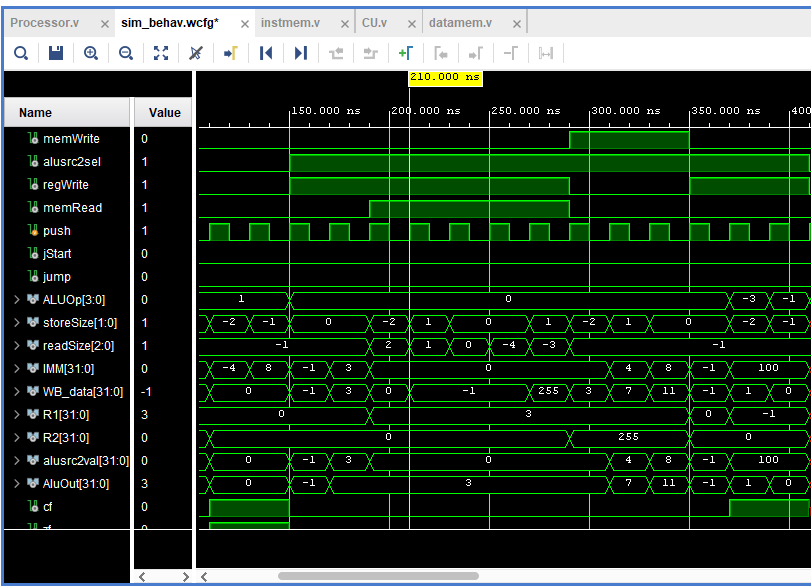 Processor.v × sim_behav.wcfg* × instmem.v × CU.v × datamem.v ×
210.000 ns
Name Value 150.000 ns 200.000 ns 250.000 ns 300.000 ns 350.000 ns 400
memWrite 0
alusrc2sel 1
regWrite 1
memRead 1
push 1
jStart 0
jump 0
ALUOp[3:0] 0 1 0 -3 -1
storeSize[1:0] 1 -2 -1 0 -2 1 0 1 -2 1 0 -2 -1
readSize[2:0] 1 -1 2 1 0 -4 -3 -1
IMM[31:0] 0 -4 8 -1 3 0 4 8 -1 100
WB_data[31:0] -1 0 -1 3 0 -1 255 3 7 11 -1 1 0
R1[31:0] 3 0 3 0 -1
R2[31:0] 0 0 255 0
alusrc2val[31:0] 0 0 -1 3 0 4 8 -1 100
AluOut[31:0] 3 0 -1 3 7 11 -1 1 0
cf 0